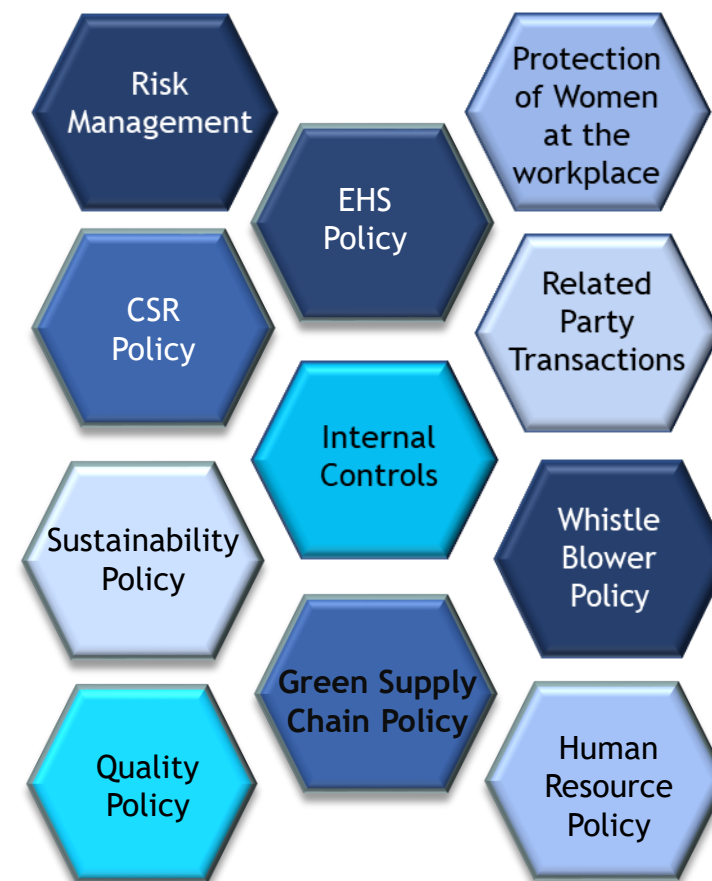 Risk
Management
Protection
of Women
at the
workplace
EHS
Policy
CSR
Policy
Related
Party
Transactions
Internal
Controls
Sustainability
Policy
Whistle
Blower
Policy
Green Supply
Chain Policy
Quality
Policy
Human
Resource
Policy